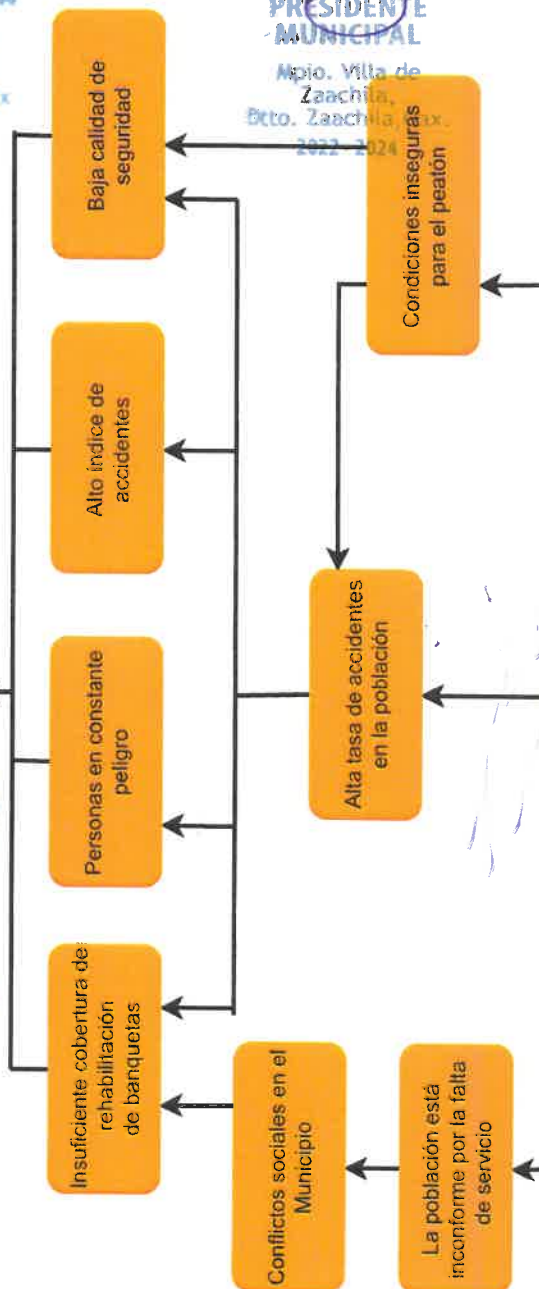 PRESIDENTE
MUNICIPAL
Mpio. Villa de
Zaachila,
Dtto. Zaachila, Oax.
2022 - 2024
Insuficiente cobertura de
rehabilitación
de banquetas
Personas en constante
peligro
Alto índice de
accidentes
Baja calidad de
seguridad
Conflictos sociales en el
Municipio
Alta tasa de accidentes
en la población
Condiciones inseguras
para el peatón
La población está
inconforme por la falta
de servicio